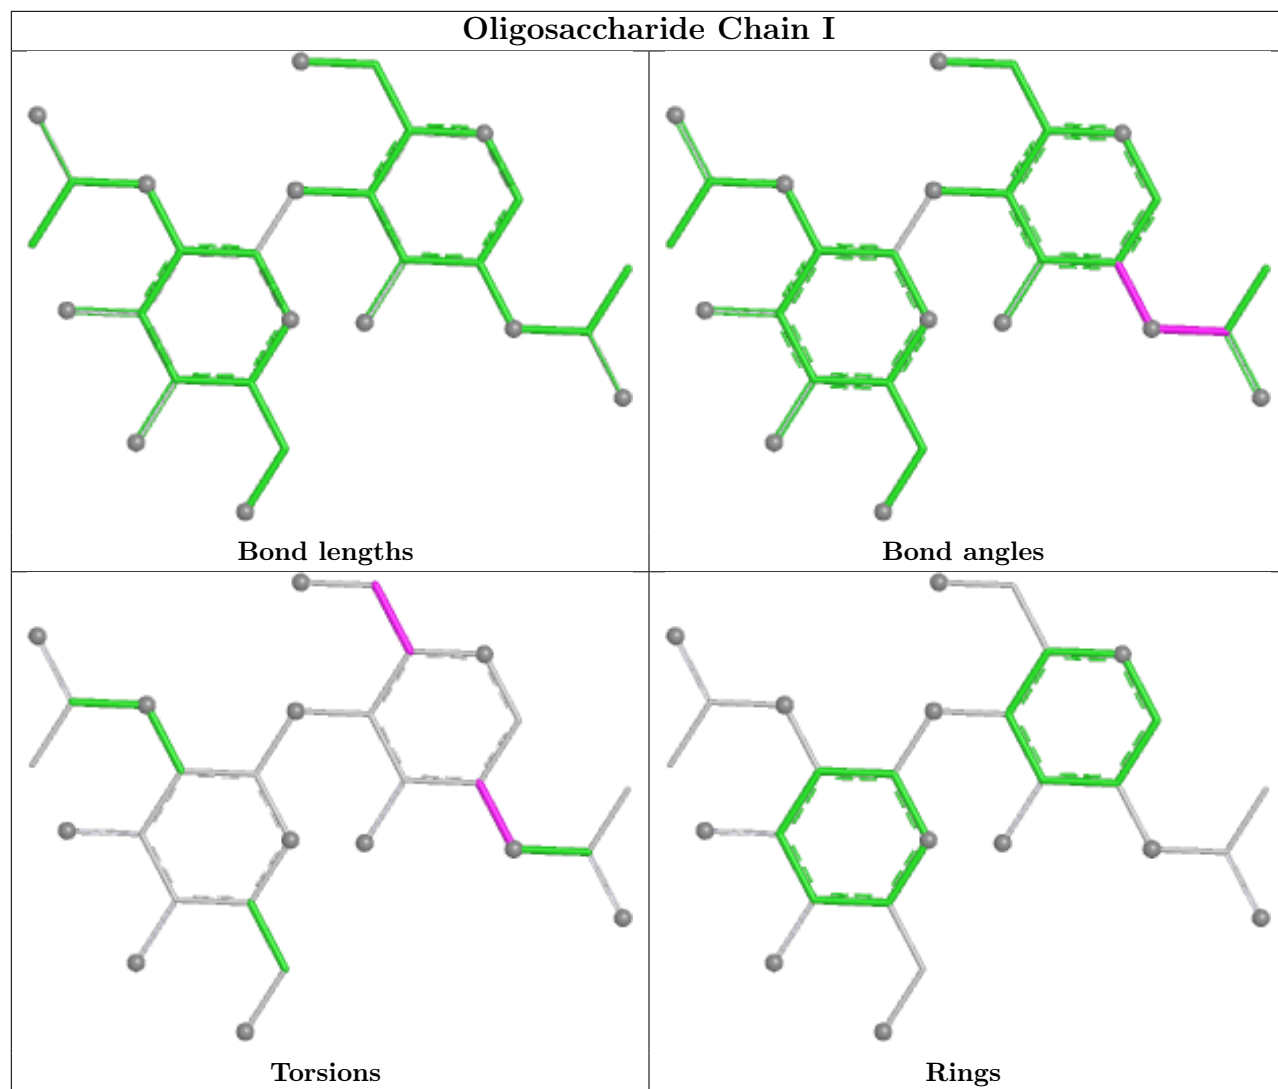 Oligosaccharide Chain I
Bond lengths
Bond angles
Torsions
Rings